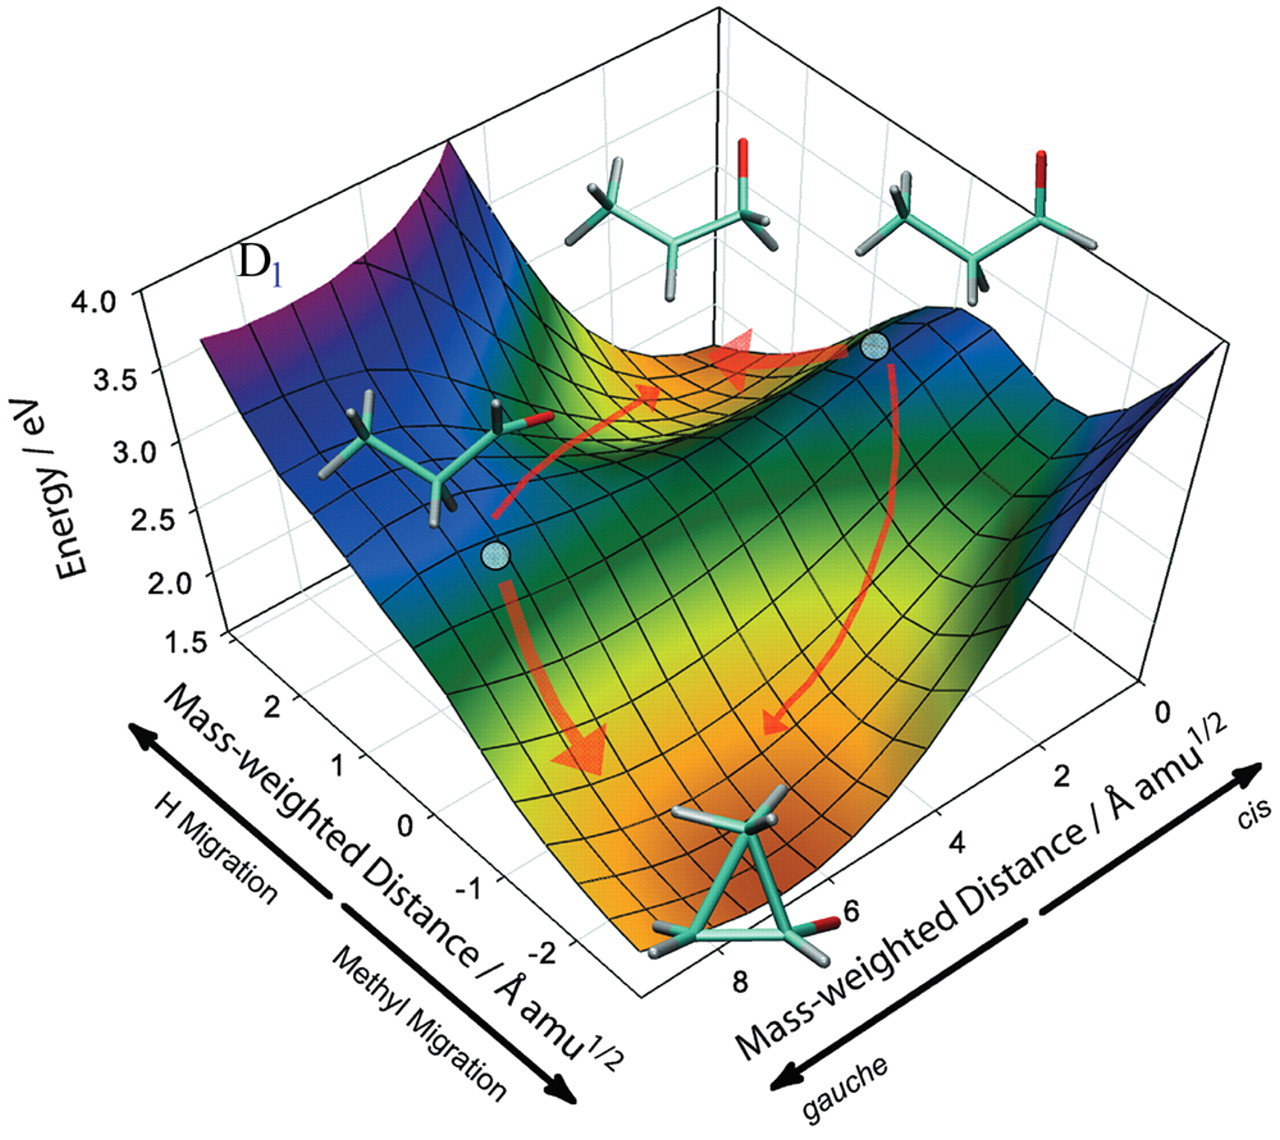 D1
4.0
3.5
3.0
2.5
2.0
1.5
Energy / eV
2
1
0
-1
-2
Mass-weighted Distance / Å amu1/2
H Migration
Methyl Migration
0
2
4
6
8
Mass-weighted Distance / Å amu1/2
cis
gauche